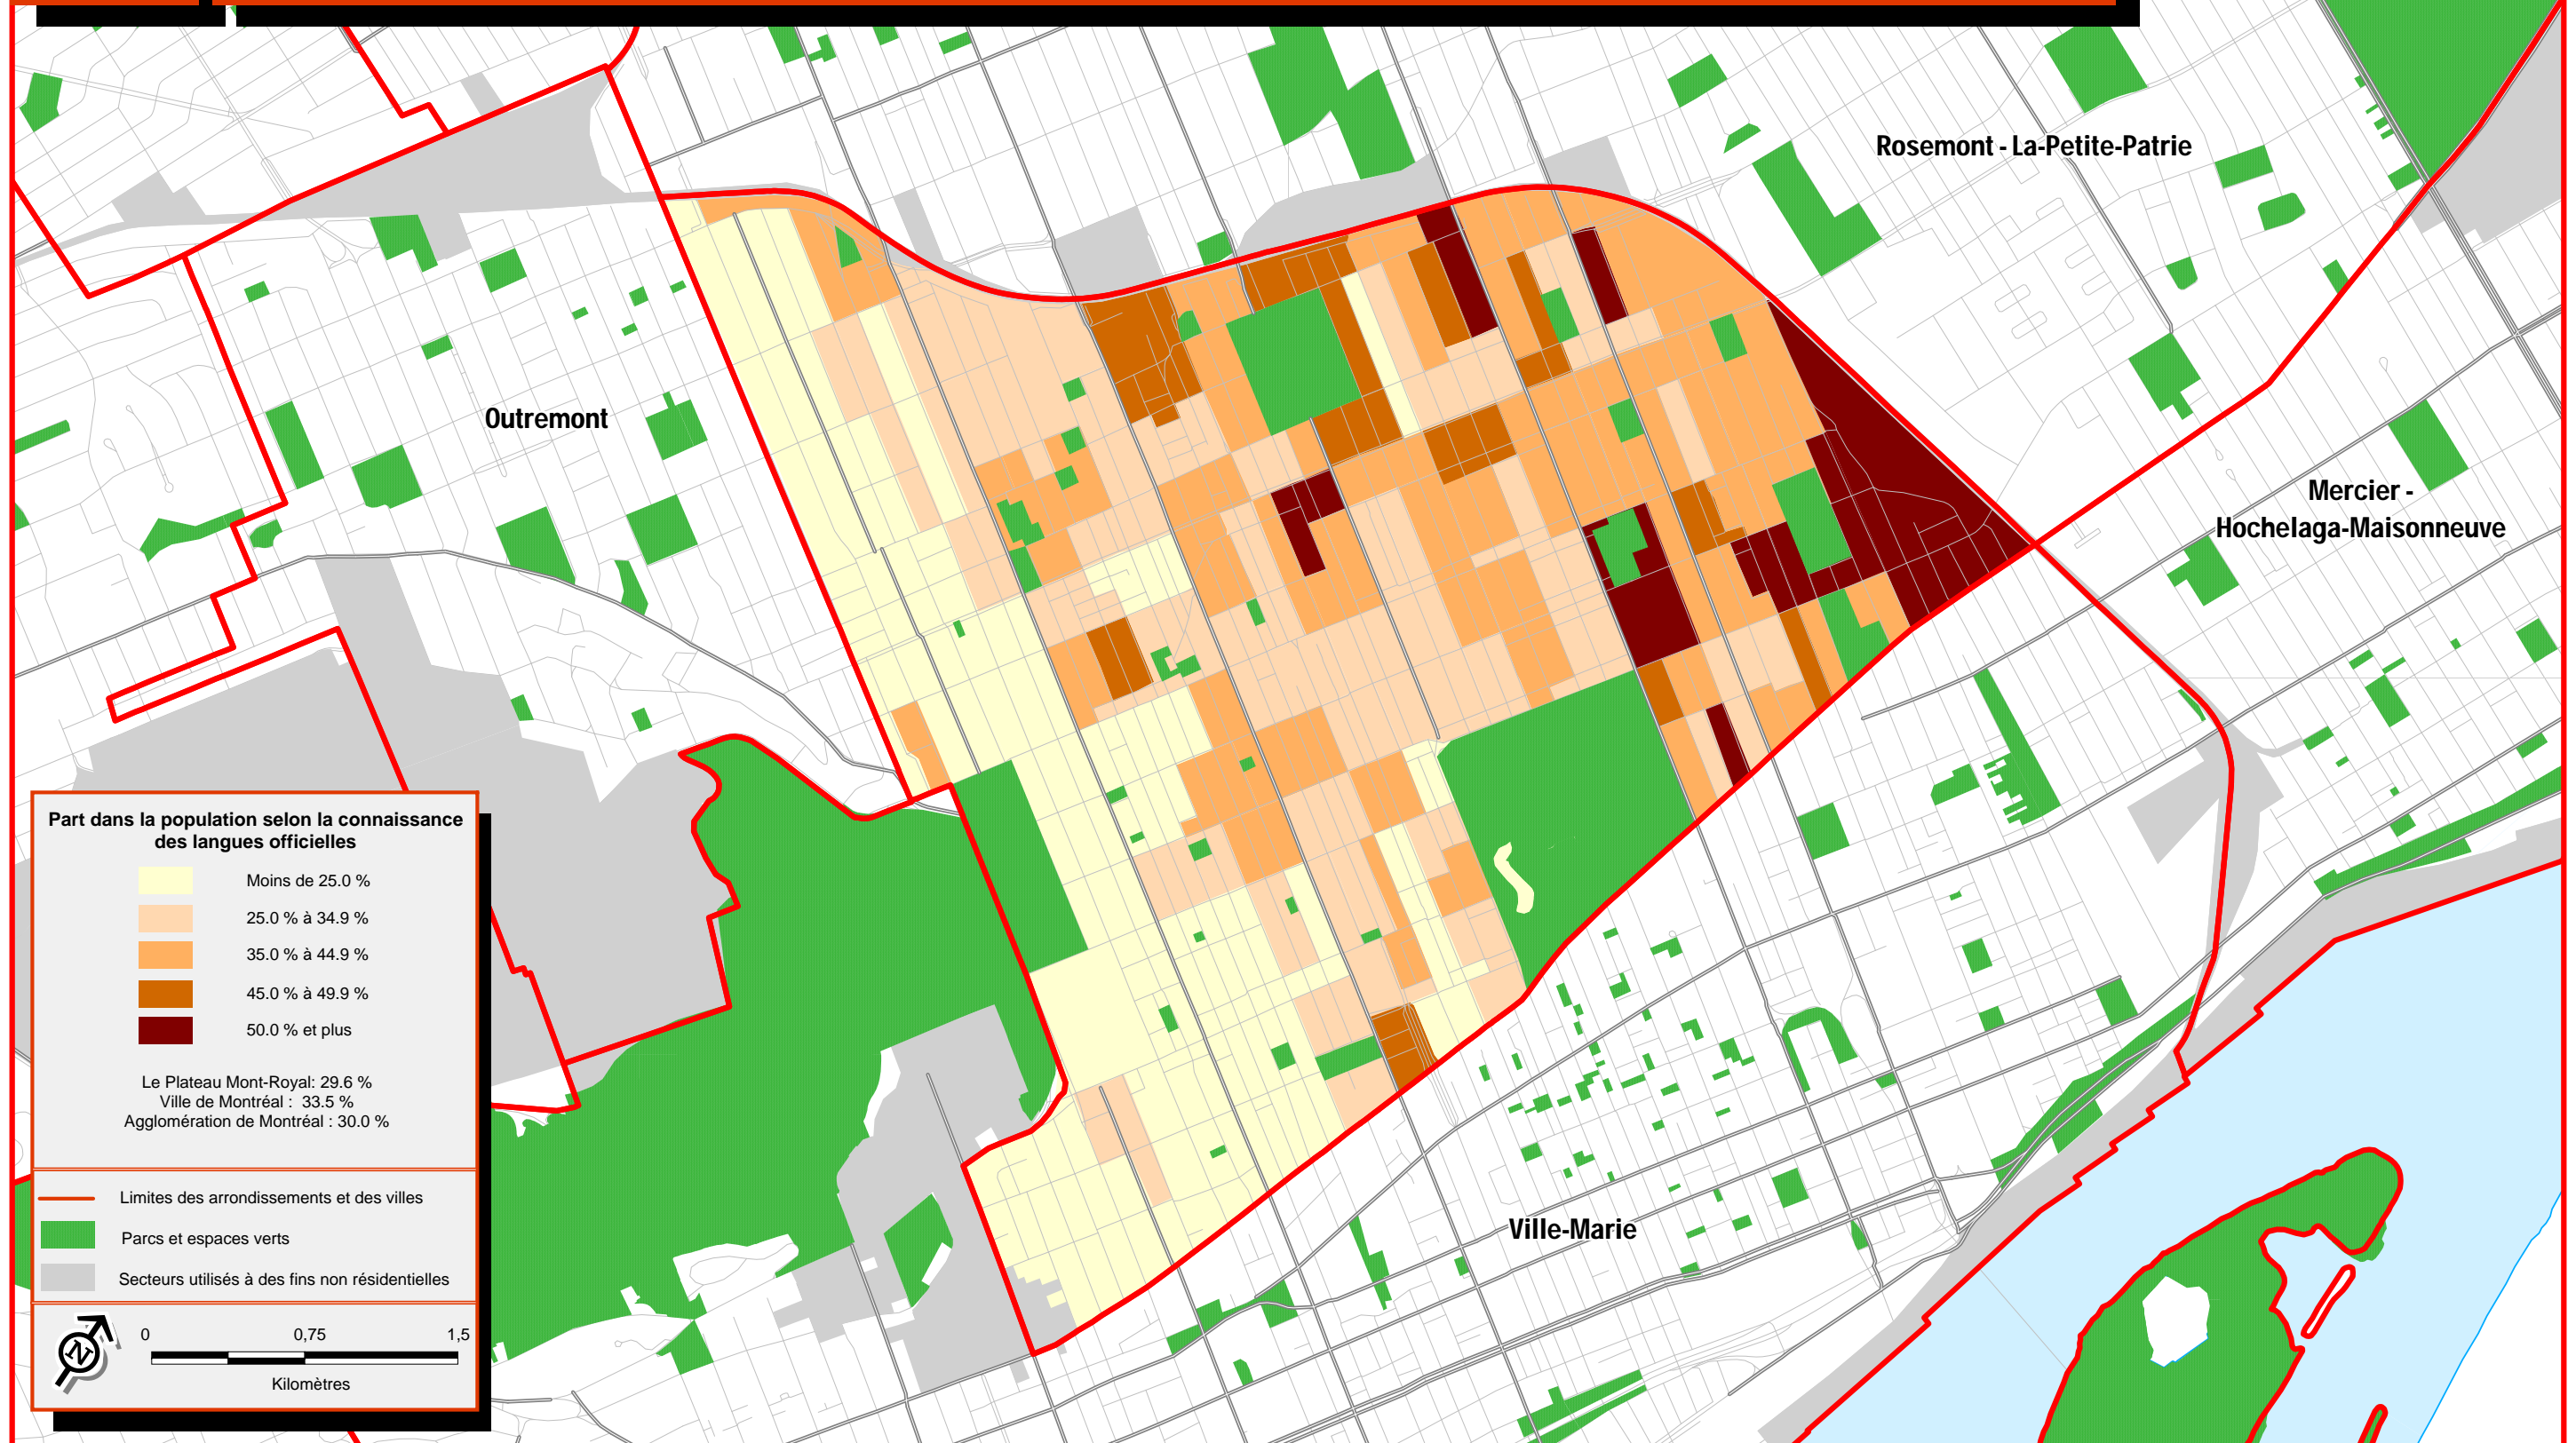 Rosemont - La-Petite-Patrie
Outremont
Mercier -
Hochelaga-Maisonneuve
Ville-Marie
Part dans la population selon la connaissance
des langues officielles
Moins de 25.0 %
25.0 % à 34.9 %
35.0 % à 44.9 %
45.0 % à 49.9 %
50.0 % et plus
Le Plateau Mont-Royal: 29.6 %
Ville de Montréal : 33.5 %
Agglomération de Montréal : 30.0 %
Limites des arrondissements et des villes
Parcs et espaces verts
Secteurs utilisés à des fins non résidentielles
N
0 0,75 1,5
Kilomètres